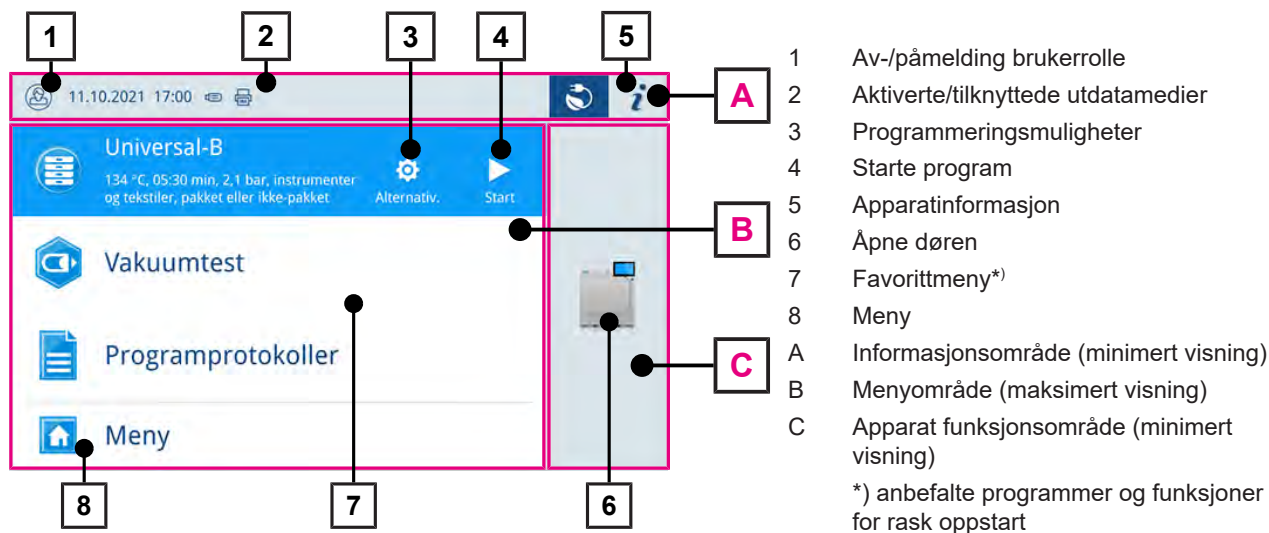 1
2
3
4
5
11.10.2021 17:00
i
A
Universal-B
134 °C, 05:30 min, 2,1 bar, instrumenter
og tekstiler, pakket eller ikke-pakket
Alternativ.
Start
B
Vakuumtest
Programprotokoller
C
Meny
8
7
6
1 Av-/påmelding brukerrolle
2 Aktiverte/tilknyttede utdatamedier
3 Programmeringsmuligheter
4 Starte program
5 Apparatinformasjon
6 Åpne døren
7 Favorittmeny*)
8 Meny
A Informasjonsområde (minimert visning)
B Menyområde (maksimert visning)
C Apparat funksjonsområde (minimert
visning)
*) anbefalte programmer og funksjoner
for rask oppstart